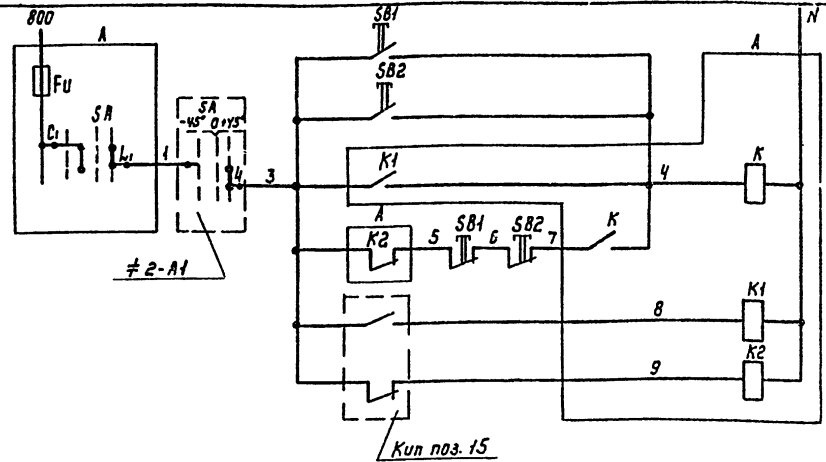 800
A
Fu
SA
C1
L1
1
SA
-45° 0 +45°
4
3
≠ 2-A1
SB1
SB2
K1
A
K2
5
SB1
6
SB2
7
K
4
K
A
N
8
K1
9
K2
Кип поз. 15